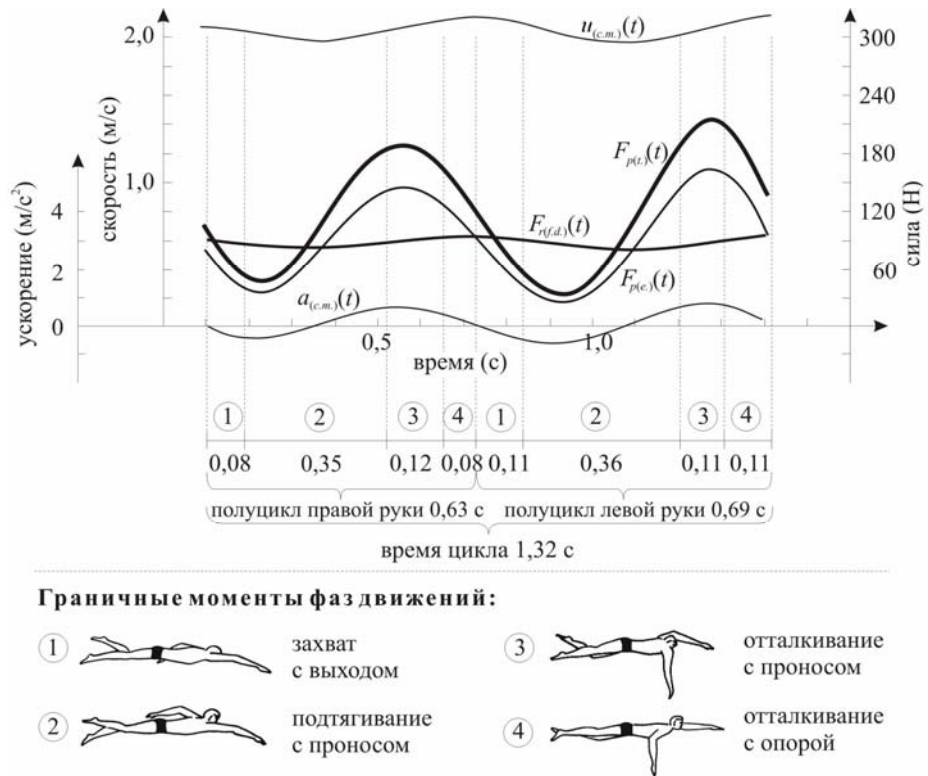 u(c.m.)(t)
2,0
300
240
скорость (м/с)
Fp(t.)(t)
180
1,0
ускорение (м/с²)
4
Fr(f.d.)(t)
120
сила (Н)
2
Fp(e.)(t)
60
a(c.m.)(t)
0
0,5
1,0
время (с)
1 2 3 4 1 2 3 4
0,08 0,35 0,12 0,08 0,11 0,36 0,11 0,11
полуцикл правой руки 0,63 с полуцикл левой руки 0,69 с
время цикла 1,32 с
Граничные моменты фаз движений:
1 захват
с выходом
2 подтягивание
с проносом
3 отталкивание
с проносом
4 отталкивание
с опорой